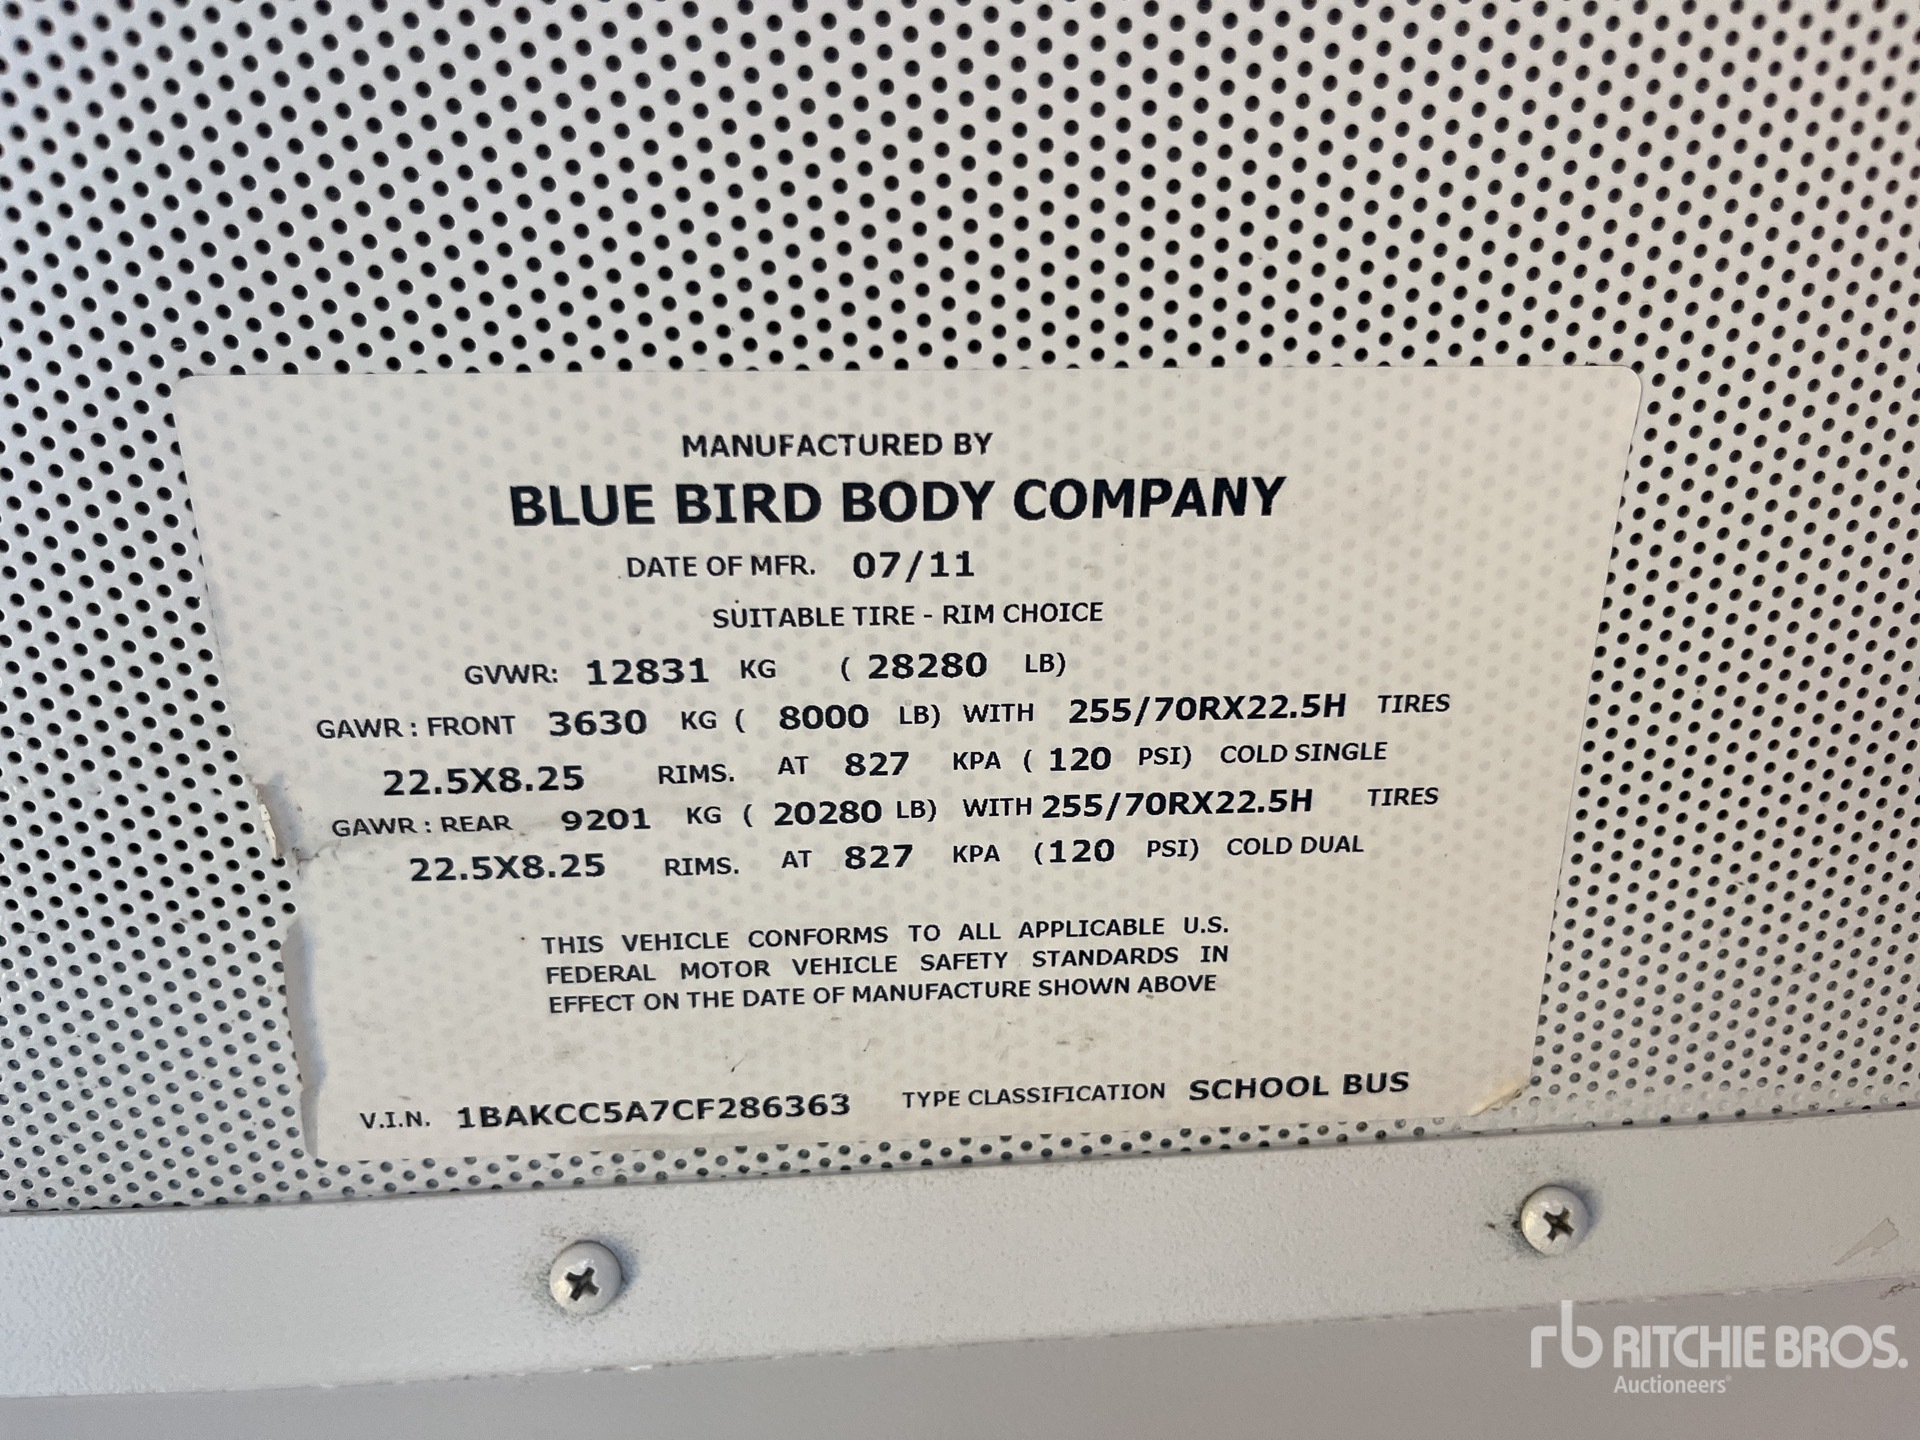 MANUFACTURED BY
BLUE BIRD BODY COMPANY
DATE OF MFR. 07/11
SUITABLE TIRE - RIM CHOICE
GVWR: 12831 KG ( 28280 LB)
GAWR : FRONT 3630 KG ( 8000 LB) WITH 255/70RX22.5H TIRES
22.5X8.25 RIMS. AT 827 KPA ( 120 PSI) COLD SINGLE
GAWR : REAR 9201 KG ( 20280 LB) WITH 255/70RX22.5H TIRES
22.5X8.25 RIMS. AT 827 KPA (120 PSI) COLD DUAL
THIS VEHICLE CONFORMS TO ALL APPLICABLE U.S.
FEDERAL MOTOR VEHICLE SAFETY STANDARDS IN
EFFECT ON THE DATE OF MANUFACTURE SHOWN ABOVE
V.I.N. 1BAKCC5A7CF286363 TYPE CLASSIFICATION SCHOOL BUS
rb RITCHIE BROS.
Auctioneers